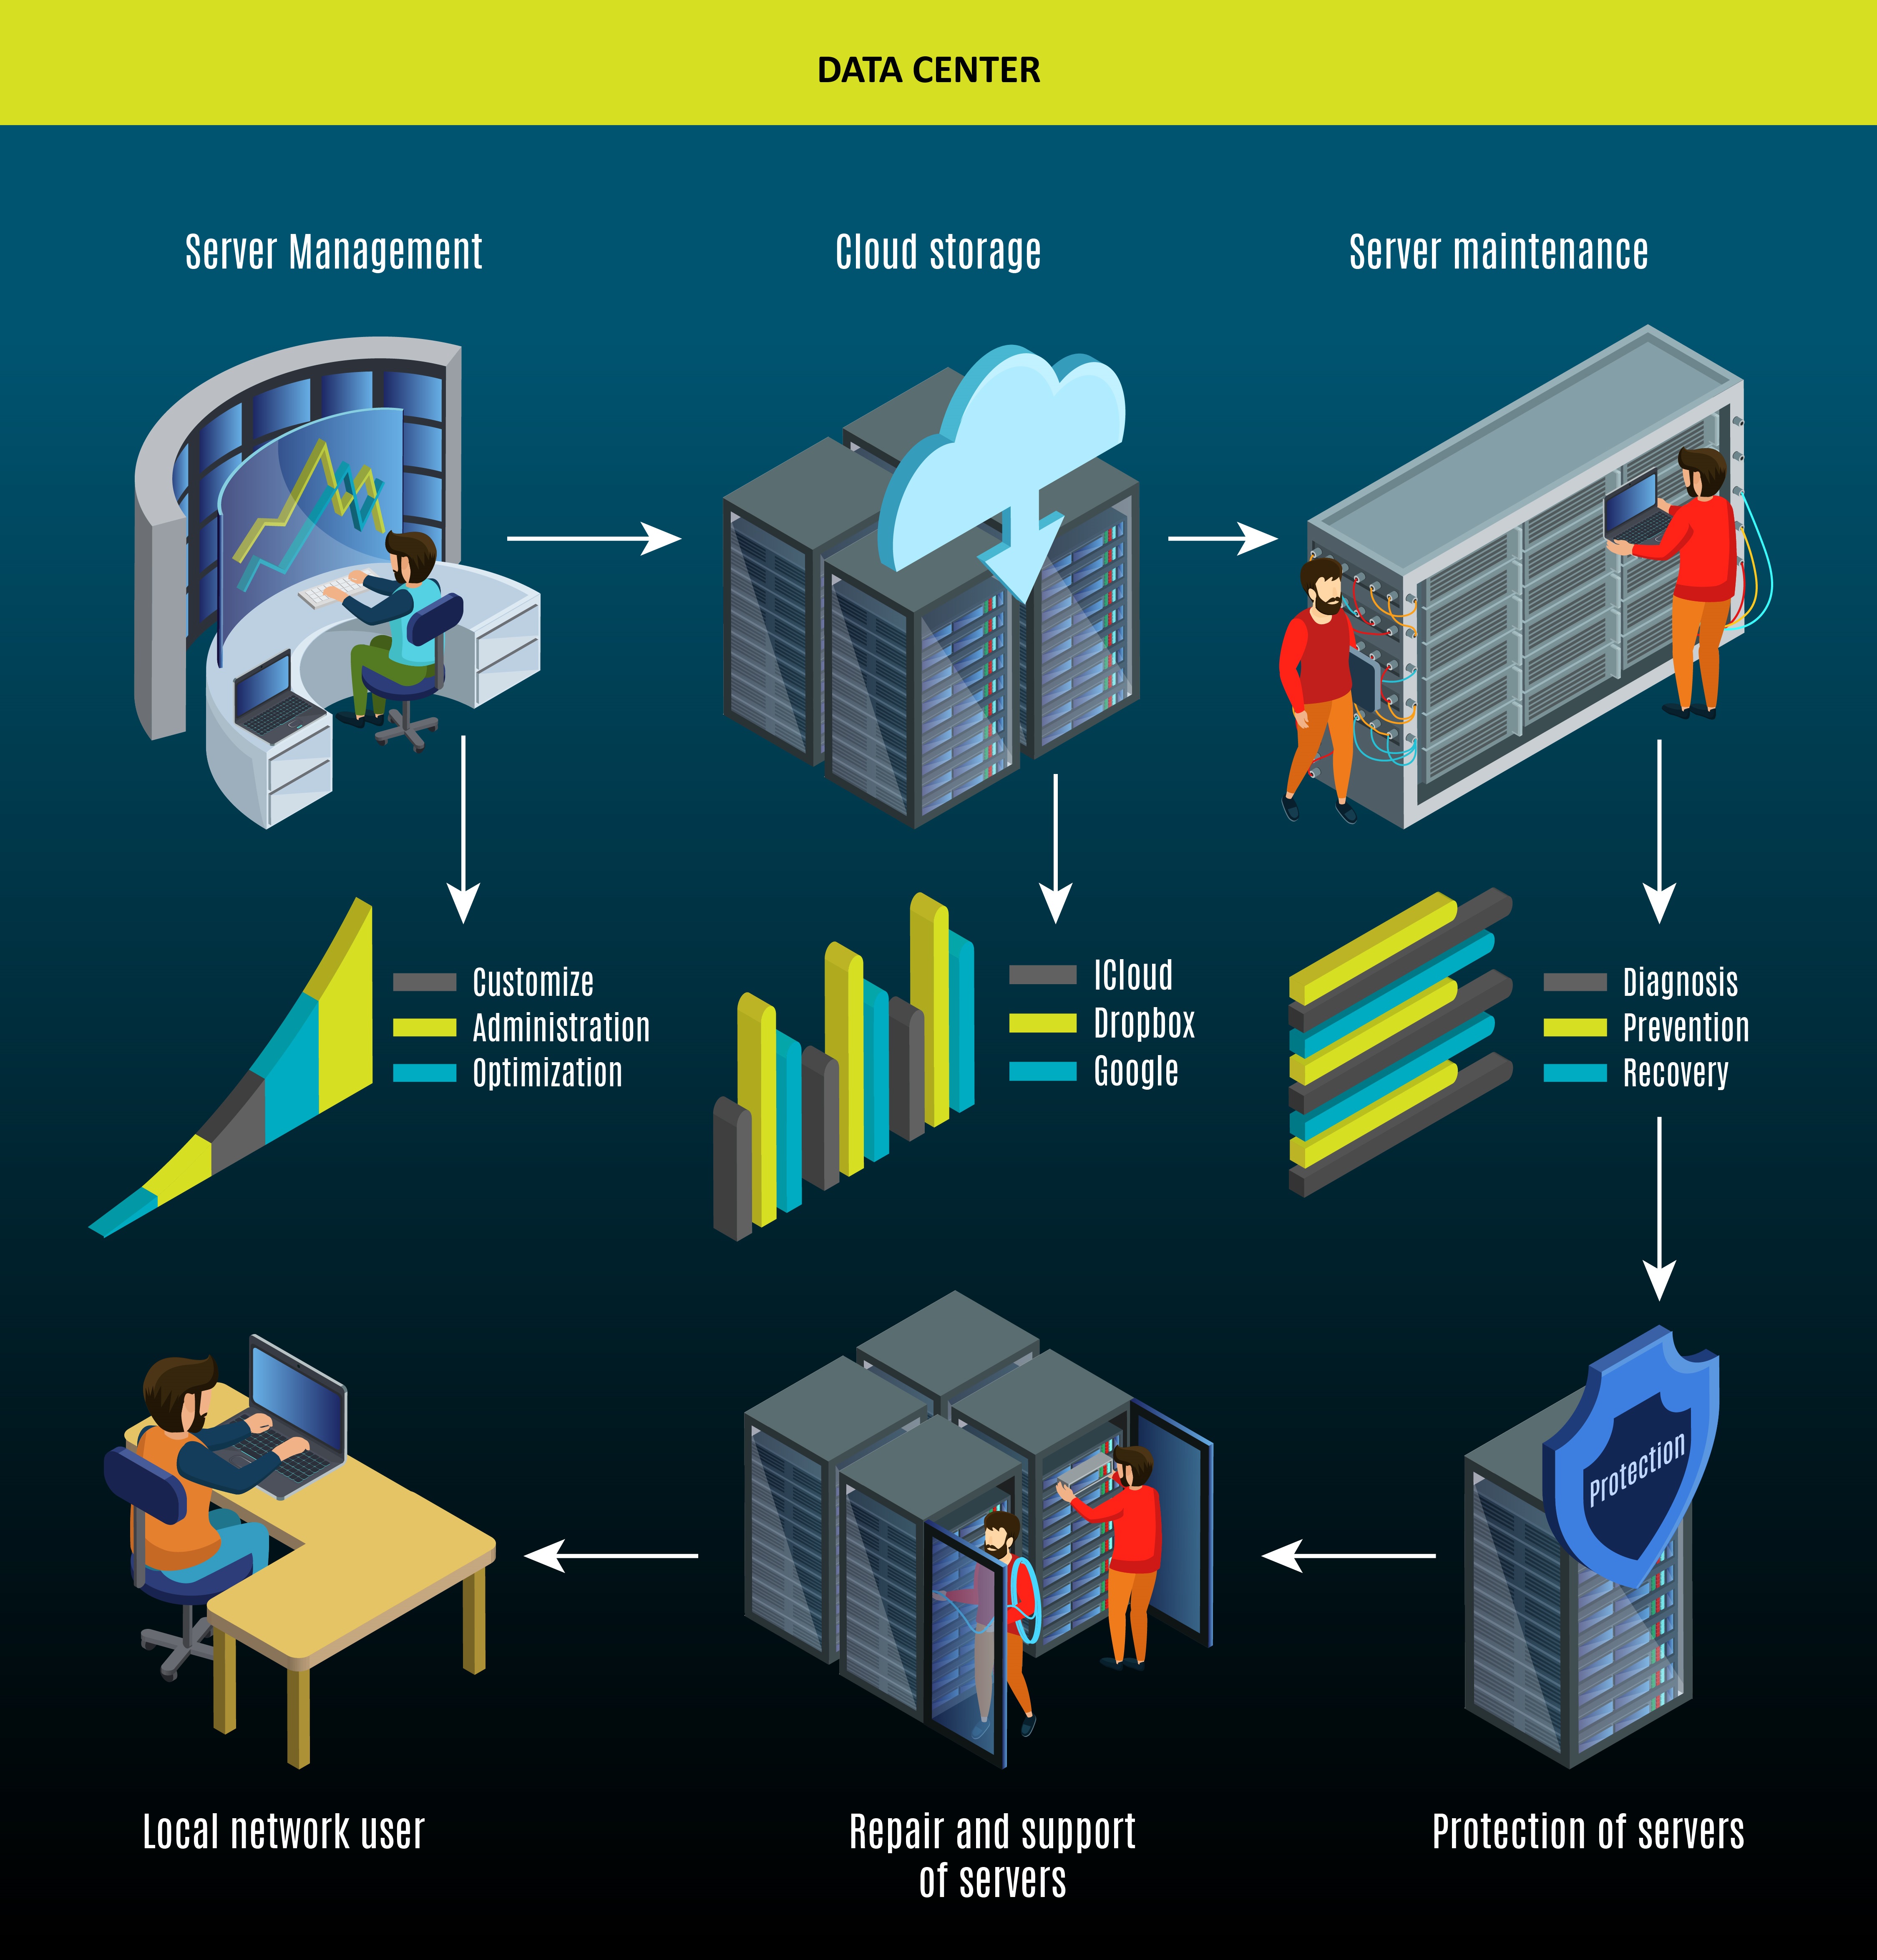 DATA CENTER
Server Management
Cloud storage
Server maintenance
Customize
Administration
Optimization
ICloud
Dropbox
Google
Diagnosis
Prevention
Recovery
Protection
Local network user
Repair and support
of servers
Protection of servers